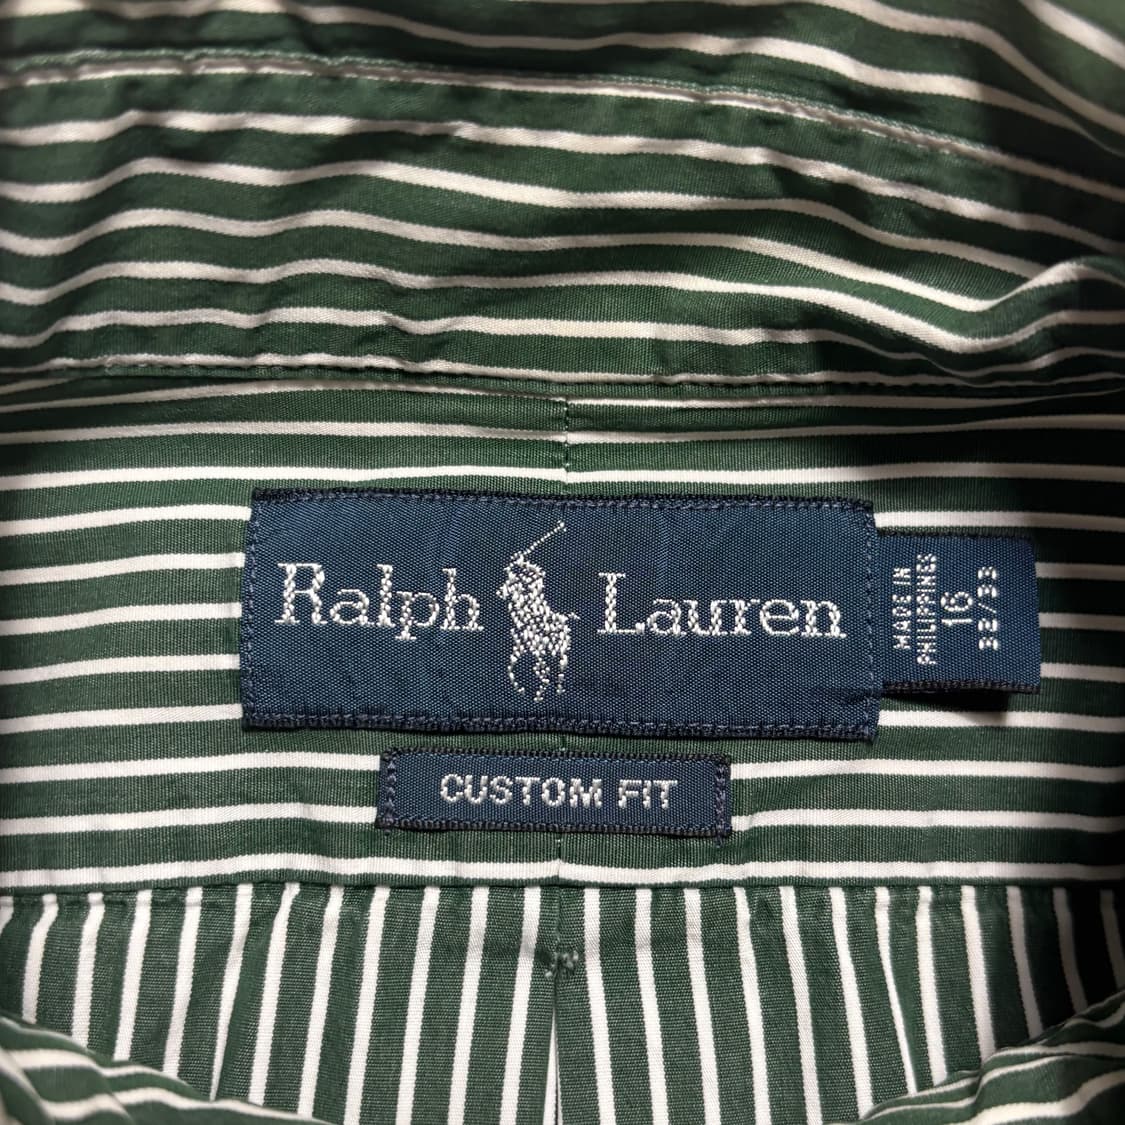 Ralph Lauren
MADE IN
PHILIPPINES
16
32/33
CUSTOM FIT